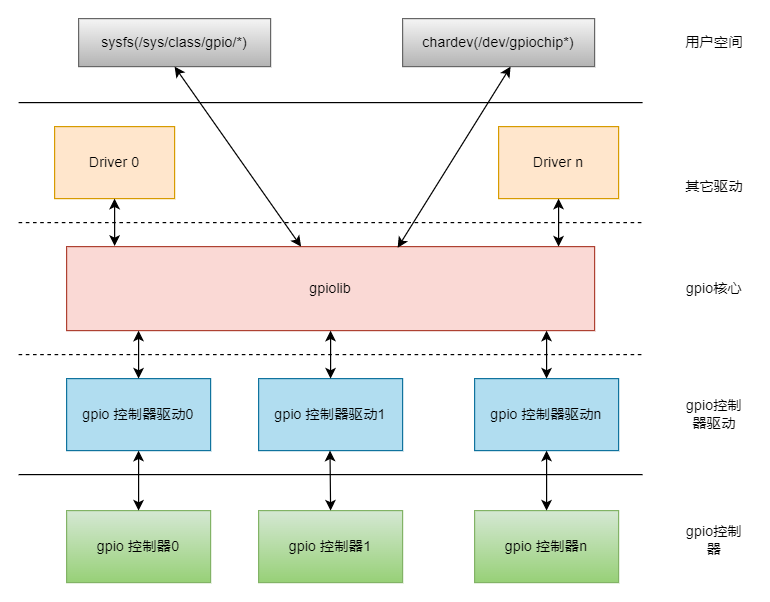 sysfs(/sys/class/gpio/*)
chardev(/dev/gpiochip*)
用户空间
Driver 0
Driver n
其它驱动
gpiolib
gpio核心
gpio 控制器驱动0
gpio 控制器驱动1
gpio 控制器驱动n
gpio控制
器驱动
gpio 控制器0
gpio 控制器1
gpio 控制器n
gpio控制
器